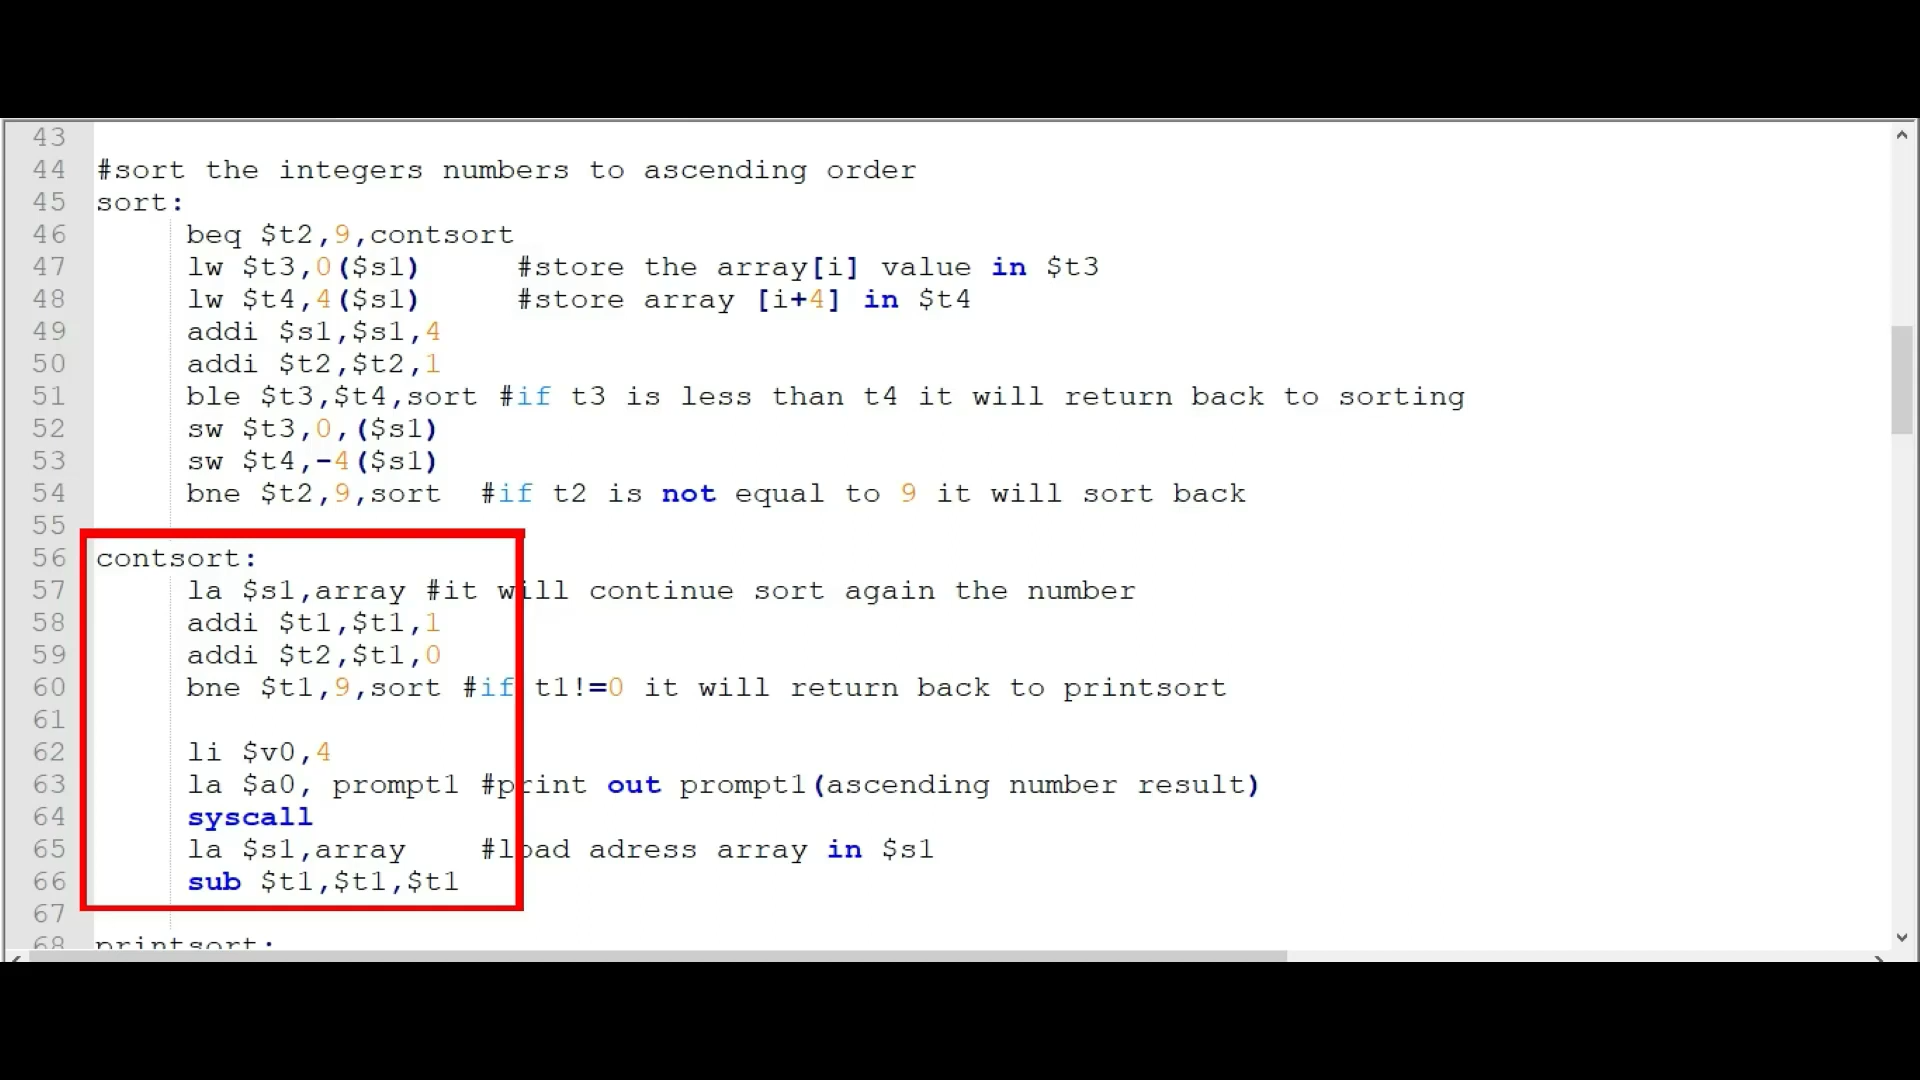 43
44 #sort the integers numbers to ascending order
45 sort:
46 beq $t2,9,contsort
47 lw $t3,0($s1) #store the array[i] value in $t3
48 lw $t4,4($s1) #store array [i+4] in $t4
49 addi $s1,$s1,4
50 addi $t2,$t2,1
51 ble $t3,$t4,sort #if t3 is less than t4 it will return back to sorting
52 sw $t3,0,($s1)
53 sw $t4,-4($s1)
54 bne $t2,9,sort #if t2 is not equal to 9 it will sort back
55
56 contsort:
57 la $s1,array #it will continue sort again the number
58 addi $t1,$t1,1
59 addi $t2,$t1,0
60 bne $t1,9,sort #if t1!=0 it will return back to printsort
61
62 li $v0,4
63 la $a0, prompt1 #print out prompt1(ascending number result)
64 syscall
65 la $s1,array #load adress array in $s1
66 sub $t1,$t1,$t1
67
68 printsort: